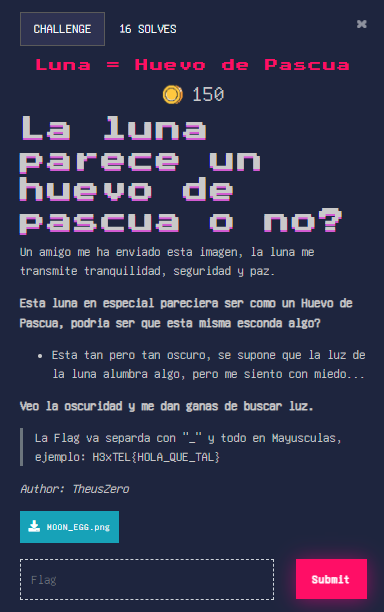 CHALLENGE 16 SOLVES ×
Luna = Huevo de Pascua
150
La luna
parece un
huevo de
pascua o no?
Un amigo me ha enviado esta imagen, la luna me
transmite tranquilidad, seguridad y paz.
Esta luna en especial pareciera ser como un Huevo de
Pascua, podria ser que esta misma esconda algo?
• Esta tan pero tan oscuro, se supone que la luz de
la luna alumbra algo, pero me siento con miedo...
Veo la oscuridad y me dan ganas de buscar luz.
La Flag va separda con "_" y todo en Mayusculas,
ejemplo: H3xTEL{HOLA_QUE_TAL}
Author: TheusZero
MOON_EGG.png
Flag
Submit